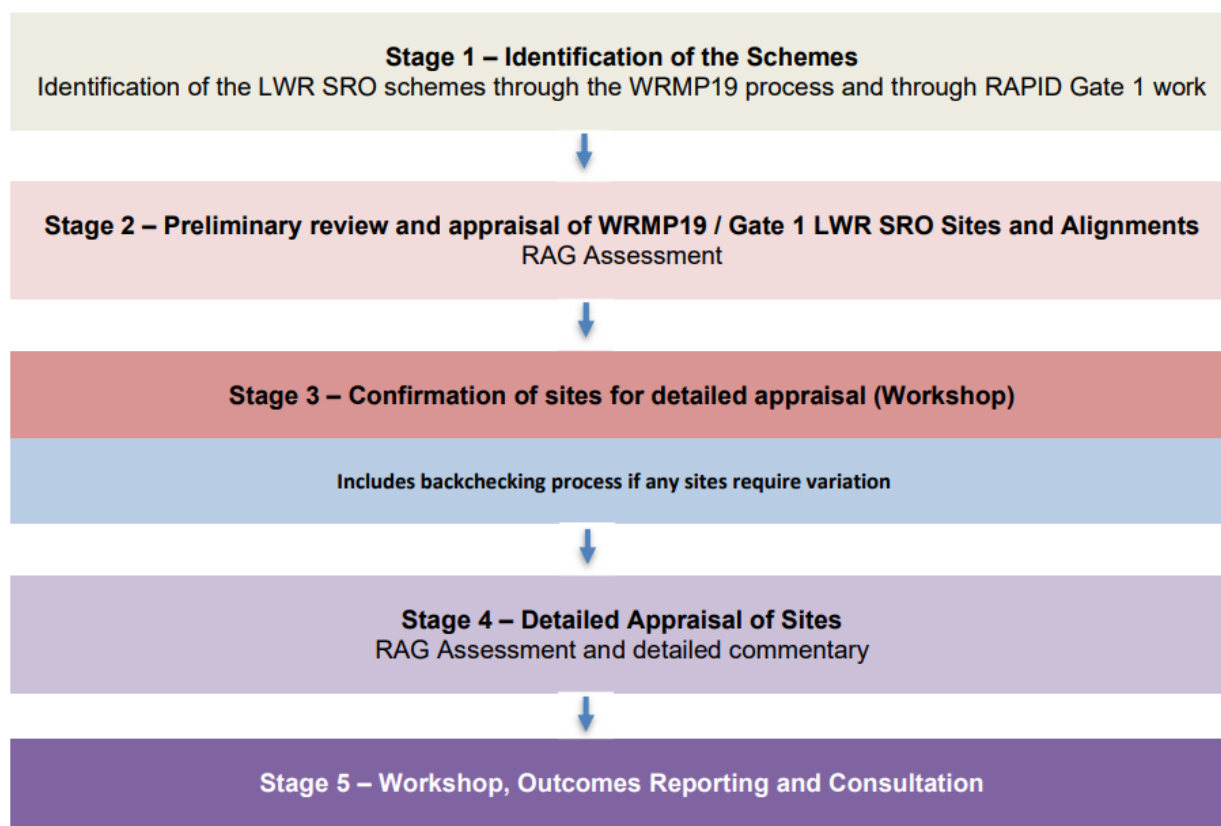 Stage 1 – Identification of the Schemes
Identification of the LWR SRO schemes through the WRMP19 process and through RAPID Gate 1 work
Stage 2 – Preliminary review and appraisal of WRMP19 / Gate 1 LWR SRO Sites and Alignments
RAG Assessment
Stage 3 – Confirmation of sites for detailed appraisal (Workshop)
Includes backchecking process if any sites require variation
Stage 4 – Detailed Appraisal of Sites
RAG Assessment and detailed commentary
Stage 5 – Workshop, Outcomes Reporting and Consultation